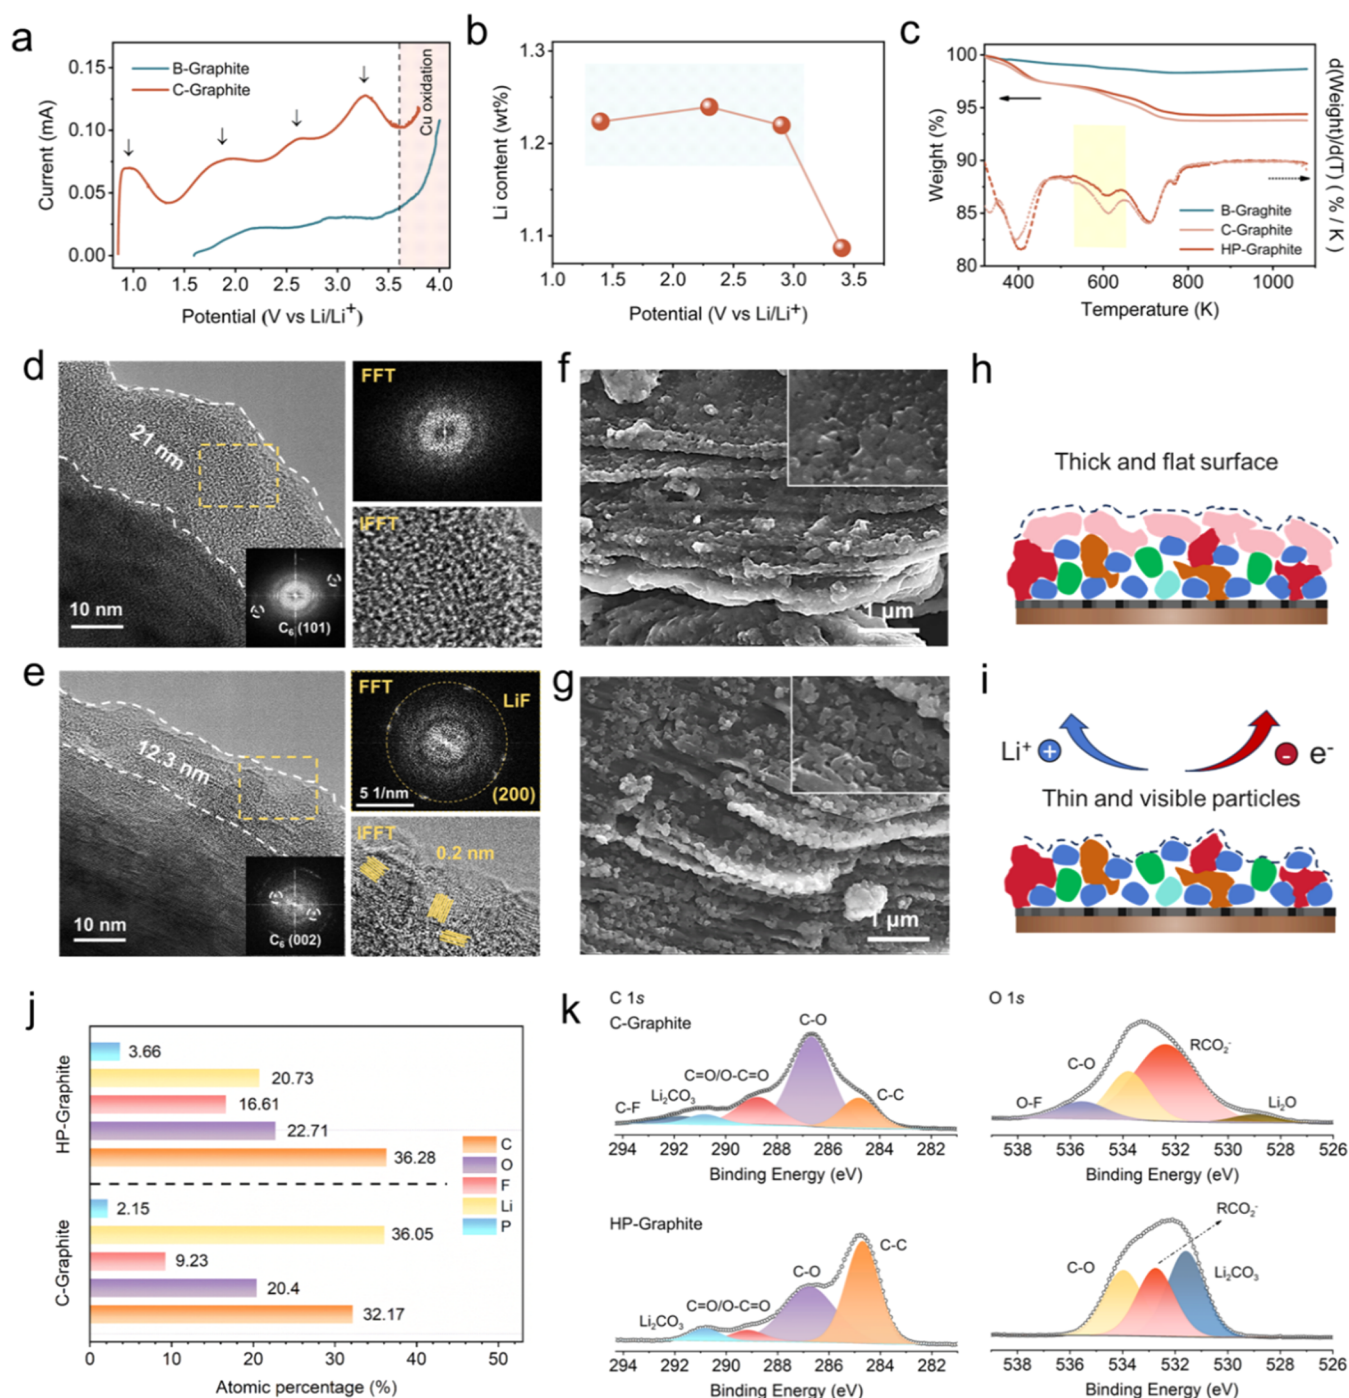 a
0.15
0.10
0.05
0.00
Current (mA)
B-Graphite
C-Graphite
Cu oxidation
1.0 1.5 2.0 2.5 3.0 3.5 4.0
Potential (V vs Li/Li⁺)
b
1.3
1.2
1.1
Li content (wt%)
1.0 1.5 2.0 2.5 3.0 3.5
Potential (V vs Li/Li⁺)
c
100
95
90
85
80
Weight (%)
d(Weight)/d(T) ( % / K )
B-Graghite
C-Graphite
HP-Graphite
400 600 800 1000
Temperature (K)
d
21 nm
10 nm
C₆ (101)
FFT
IFFT
e
12.3 nm
10 nm
C₆ (002)
FFT
LiF
5 1/nm
(200)
IFFT
0.2 nm
f
1 μm
g
1 μm
h
Thick and flat surface
i
Li⁺ +
- e⁻
Thin and visible particles
j
HP-Graphite
3.66
20.73
16.61
22.71
36.28
C-Graphite
2.15
36.05
9.23
20.4
32.17
C
O
F
Li
P
0 10 20 30 40 50
Atomic percentage (%)
k
C 1s
C-Graphite
C-O
C=O/O-C=O
Li₂CO₃
C-F
C-C
294 292 290 288 286 284 282
Binding Energy (eV)
O 1s
RCO₂⁻
C-O
O-F
Li₂O
538 536 534 532 530 528 526
Binding Energy (eV)
HP-Graphite
C-C
C-O
C=O/O-C=O
Li₂CO₃
294 292 290 288 286 284 282
Binding Energy (eV)
RCO₂⁻
C-O
Li₂CO₃
538 536 534 532 530 528 526
Binding Energy (eV)